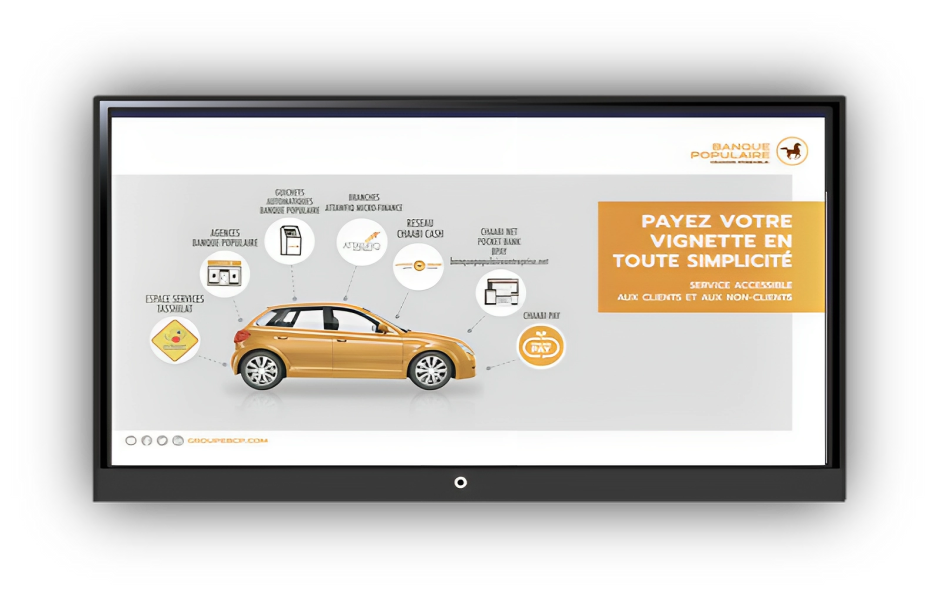 BANQUE
POPULAIRE
PAYEZ VOTRE
VIGNETTE EN
TOUTE SIMPLICITÉ
SERVICE ACCESSIBLE
AUX CLIENTS ET AUX NON-CLIENTS
ESPACE SERVICES
TASSHILAT
AGENCES
BANQUE POPULAIRE
GUICHETS
AUTOMATIQUES
BANQUE POPULAIRE
BRANCHES
ATTAWFIQ MICRO-FINANCE
RESEAU
CHAABI CASH
CHAABI NET
POCKET BANK
BPAY
banquepopulaireentreprise.net
CHAABI PAY
PAY
GROUPEBCP.COM